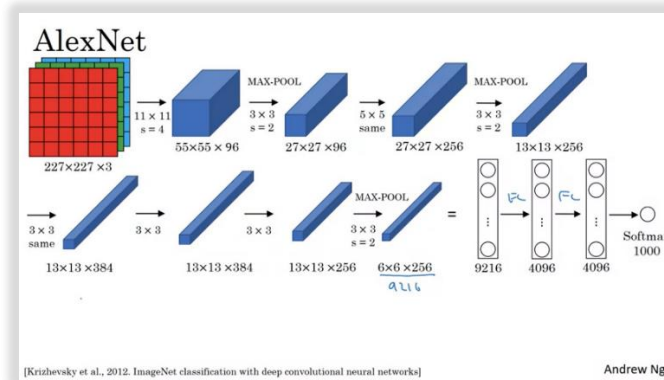 AlexNet
MAX-POOL
MAX-POOL
11 × 11
s = 4
3 × 3
s = 2
5 × 5
same
3 × 3
s = 2
227×227 ×3
55×55 × 96
27×27 ×96
27×27 ×256
13×13 ×256
MAX-POOL
3 × 3
same
3 × 3
3 × 3
3 × 3
s = 2
=
FC
FC
⋮
⋮
⋮
13×13 ×384
13×13 ×384
13×13 ×256
6×6 ×256
9216
9216
4096
4096
Softma
1000
[Krizhevsky et al., 2012. ImageNet classification with deep convolutional neural networks]
Andrew Ng